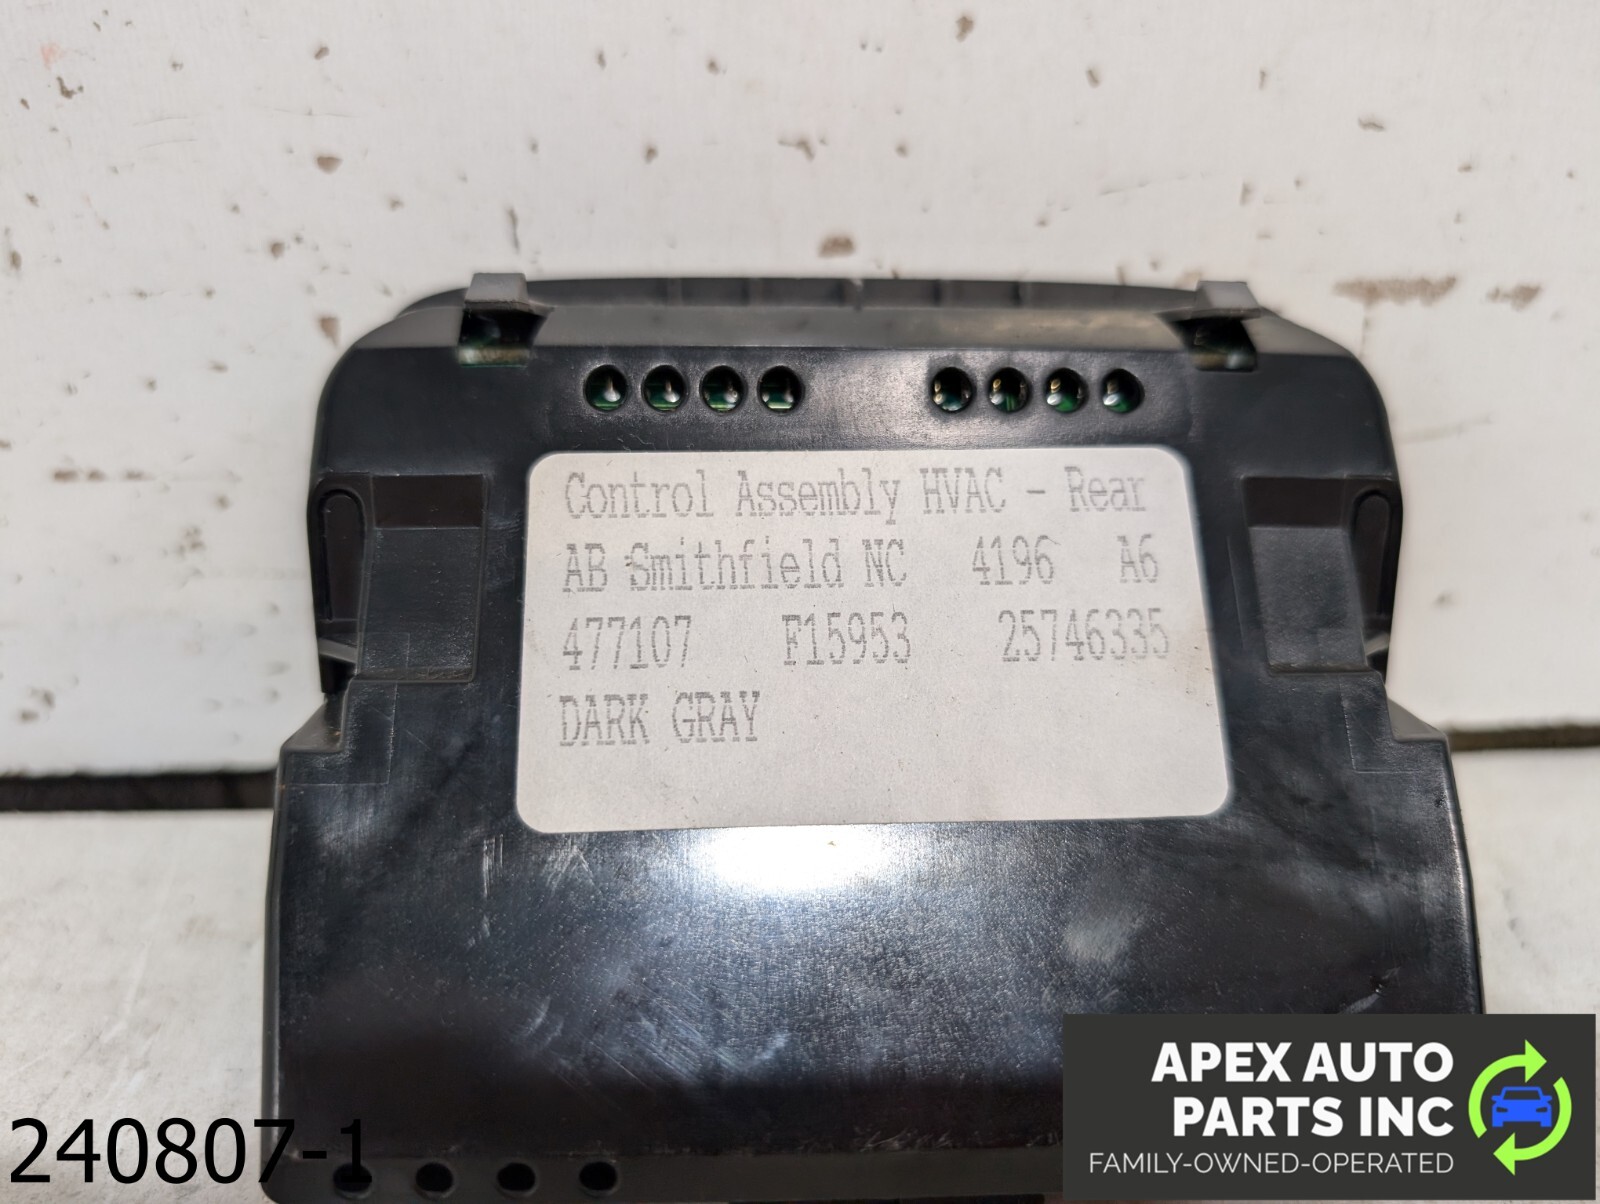 Control Assembly HVAC - Rear
AB Smithfield NC 4196 A6
477107 F15953 25746335
DARK GRAY
APEX AUTO
PARTS INC
FAMILY-OWNED-OPERATED
240807-1